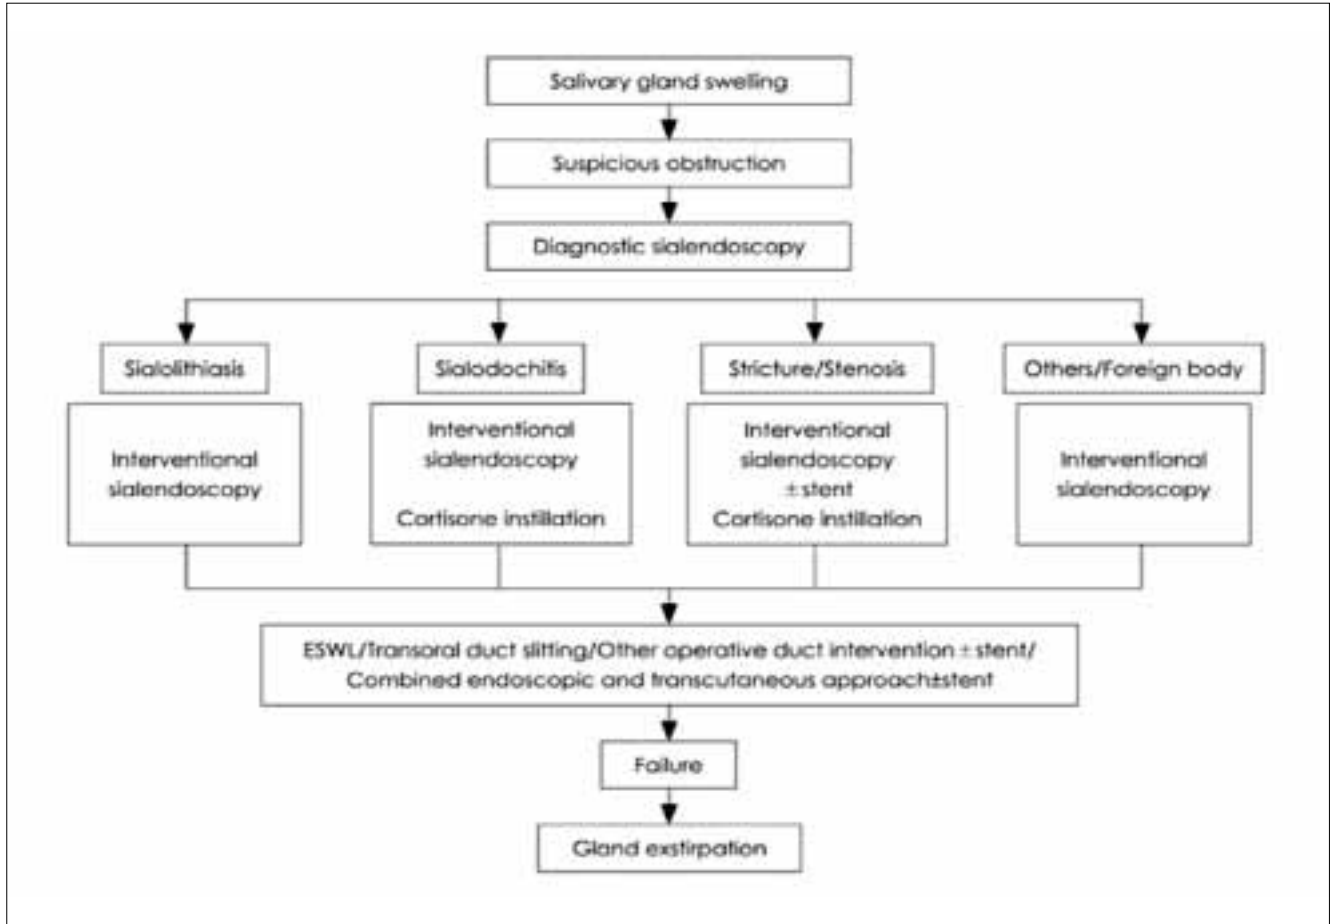 Salivary gland swelling
Suspicious obstruction
Diagnostic sialendoscopy
Sialolithiasis
Sialodochitis
Stricture/Stenosis
Others/Foreign body
Interventional
sialendoscopy
Interventional
sialendoscopy
Cortisone instillation
Interventional
sialendoscopy
±stent
Cortisone instillation
Interventional
sialendoscopy
ESWL/Transoral duct slitting/Other operative duct intervention ± stent/
Combined endoscopic and transcutaneous approach±stent
Failure
Gland exstirpation